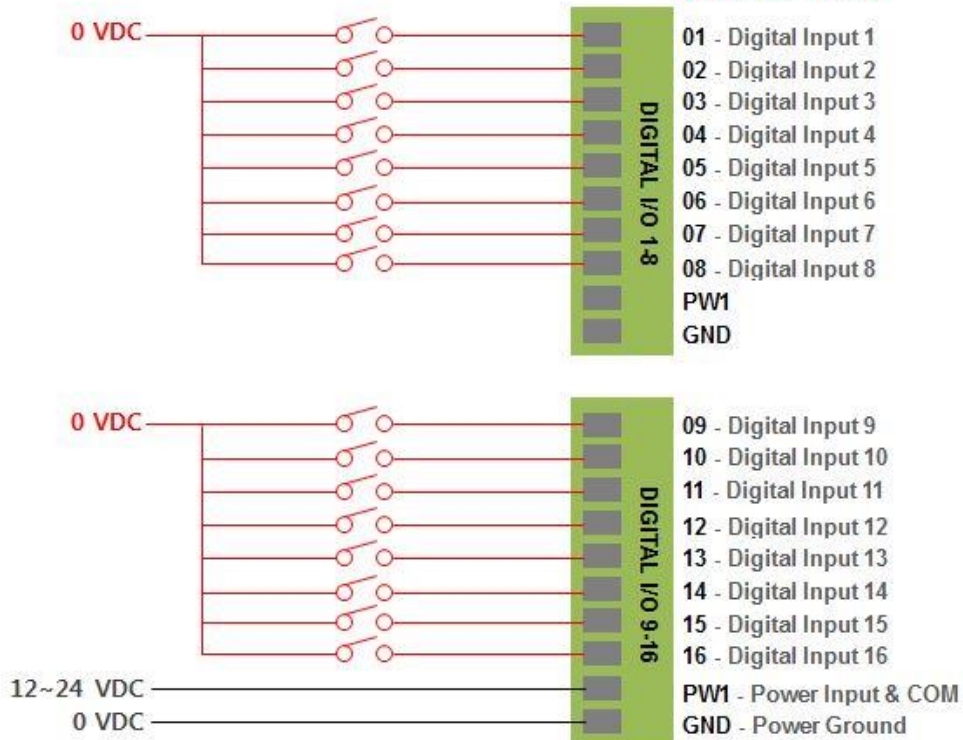 0 VDC
01 - Digital Input 1
02 - Digital Input 2
03 - Digital Input 3
04 - Digital Input 4
05 - Digital Input 5
06 - Digital Input 6
07 - Digital Input 7
08 - Digital Input 8
PW1
GND
DIGITAL I/O 1-8
0 VDC
09 - Digital Input 9
10 - Digital Input 10
11 - Digital Input 11
12 - Digital Input 12
13 - Digital Input 13
14 - Digital Input 14
15 - Digital Input 15
16 - Digital Input 16
DIGITAL I/O 9-16
12~24 VDC
PW1 - Power Input & COM
0 VDC
GND - Power Ground